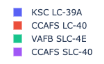 KSC LC-39A
CCAFS LC-40
VAFB SLC-4E
CCAFS SLC-40